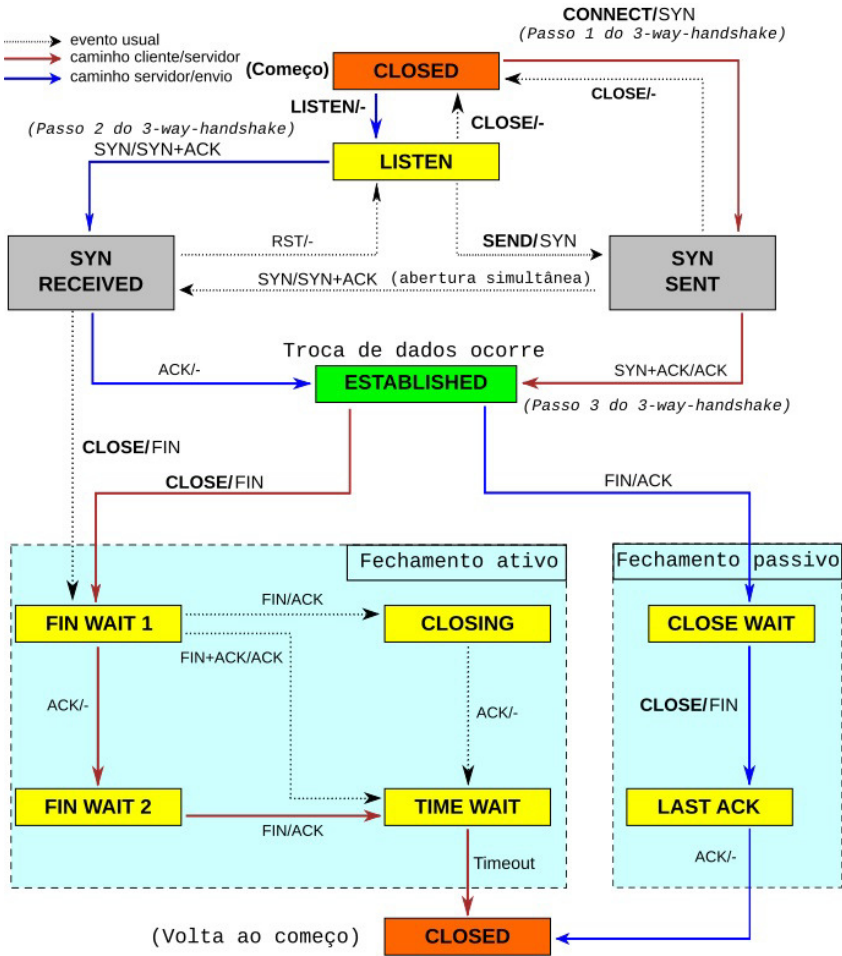 CONNECT/SYN
(Passo 1 do 3-way-handshake)
evento usual
caminho cliente/servidor
caminho servidor/envio
(Começo)
CLOSED
CLOSE/-
LISTEN/-
CLOSE/-
(Passo 2 do 3-way-handshake)
SYN/SYN+ACK
LISTEN
RST/-
SEND/SYN
SYN
RECEIVED
SYN
SENT
SYN/SYN+ACK (abertura simultânea)
Troca de dados ocorre
ACK/-
ESTABLISHED
SYN+ACK/ACK
(Passo 3 do 3-way-handshake)
CLOSE/FIN
CLOSE/FIN
FIN/ACK
Fechamento ativo
Fechamento passivo
FIN WAIT 1
FIN/ACK
CLOSING
CLOSE WAIT
FIN+ACK/ACK
ACK/-
ACK/-
CLOSE/FIN
FIN WAIT 2
FIN/ACK
TIME WAIT
LAST ACK
Timeout
ACK/-
(Volta ao começo)
CLOSED